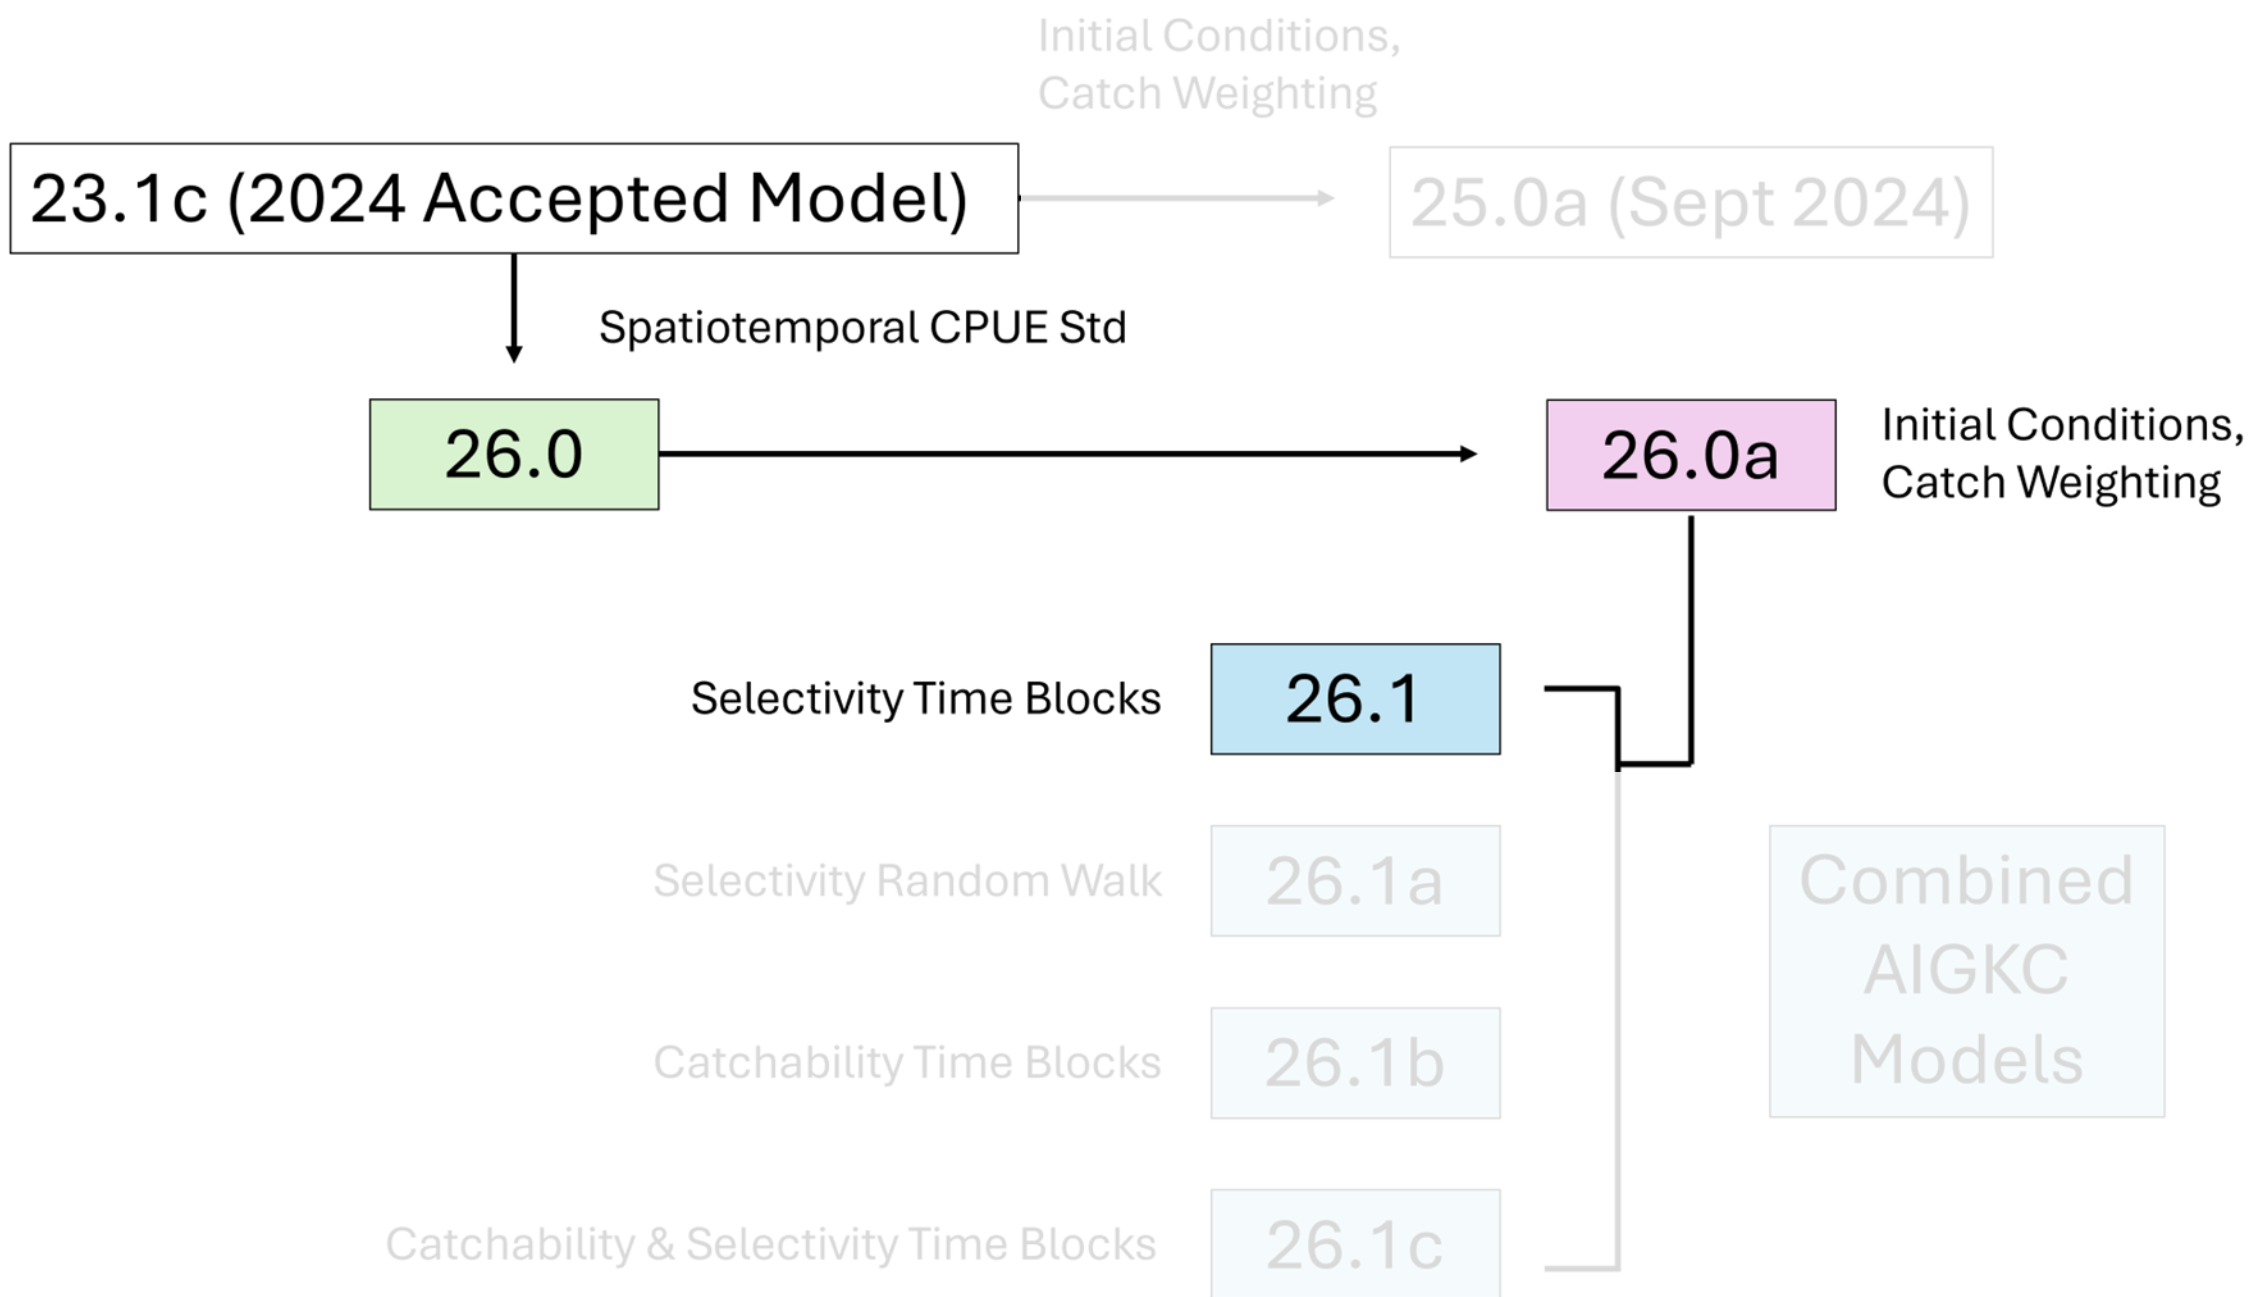 Initial Conditions,
Catch Weighting
23.1c (2024 Accepted Model)
25.0a (Sept 2024)
Spatiotemporal CPUE Std
26.0
26.0a
Initial Conditions,
Catch Weighting
Selectivity Time Blocks
26.1
Selectivity Random Walk
26.1a
Combined
AIGKC
Models
Catchability Time Blocks
26.1b
Catchability & Selectivity Time Blocks
26.1c